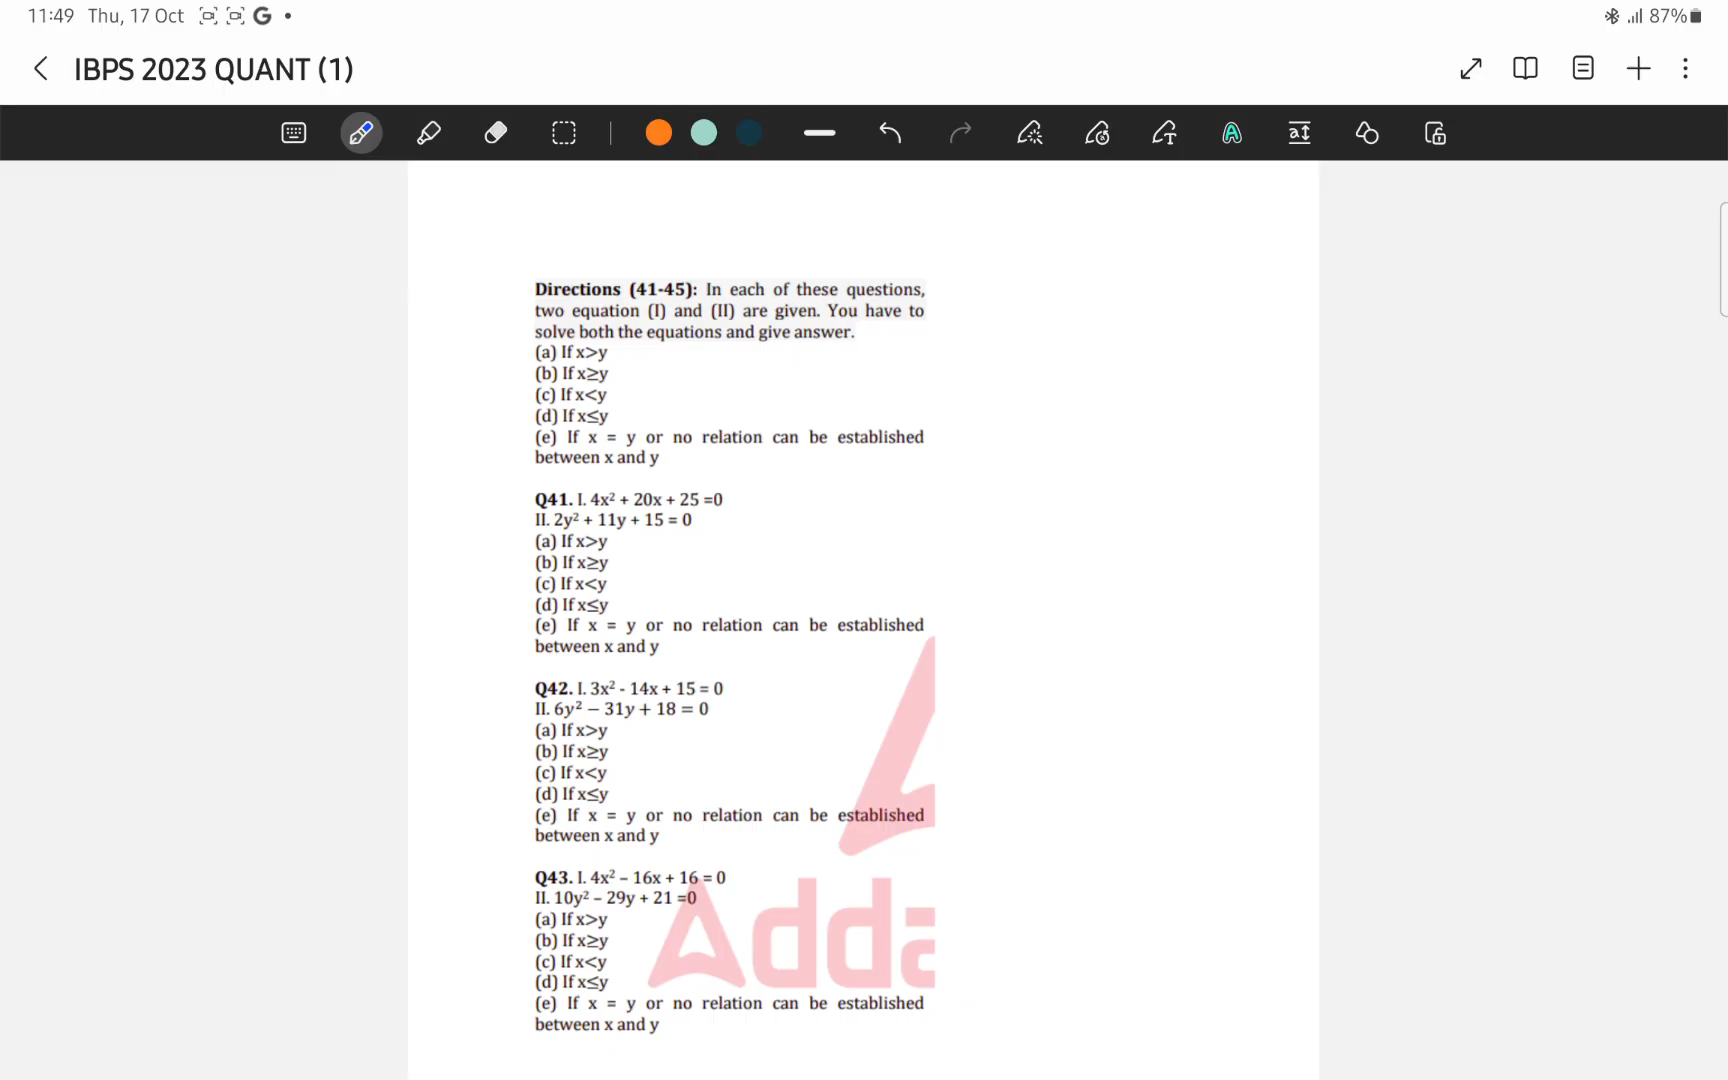 11:49 Thu, 17 Oct G 87%
IBPS 2023 QUANT (1)
Directions (41-45): In each of these questions,
two equation (I) and (II) are given. You have to
solve both the equations and give answer.
(a) If x>y
(b) If x≥y
(c) If x<y
(d) If x≤y
(e) If x = y or no relation can be established
between x and y
Q41. I. 4x² + 20x + 25 =0
II. 2y² + 11y + 15 = 0
(a) If x>y
(b) If x≥y
(c) If x<y
(d) If x≤y
(e) If x = y or no relation can be established
between x and y
Q42. I. 3x² - 14x + 15 = 0
II. 6y² – 31y + 18 = 0
(a) If x>y
(b) If x≥y
(c) If x<y
(d) If x≤y
(e) If x = y or no relation can be established
between x and y
Q43. I. 4x² – 16x + 16 = 0
II. 10y² – 29y + 21 =0
(a) If x>y
(b) If x≥y
(c) If x<y
(d) If x≤y
(e) If x = y or no relation can be established
between x and y
Adda